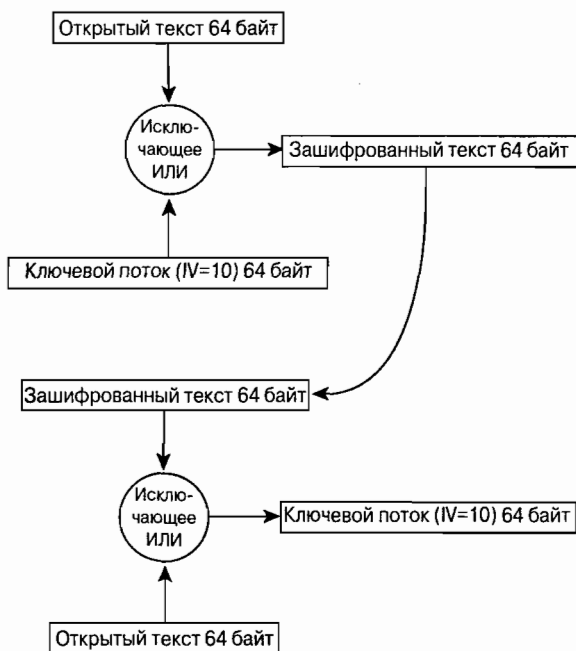 Открытый текст 64 байт
Исклю-
чающее
ИЛИ
Зашифрованный текст 64 байт
Ключевой поток (IV=10) 64 байт
Зашифрованный текст 64 байт
Исклю-
чающее
ИЛИ
Ключевой поток (IV=10) 64 байт
Открытый текст 64 байт